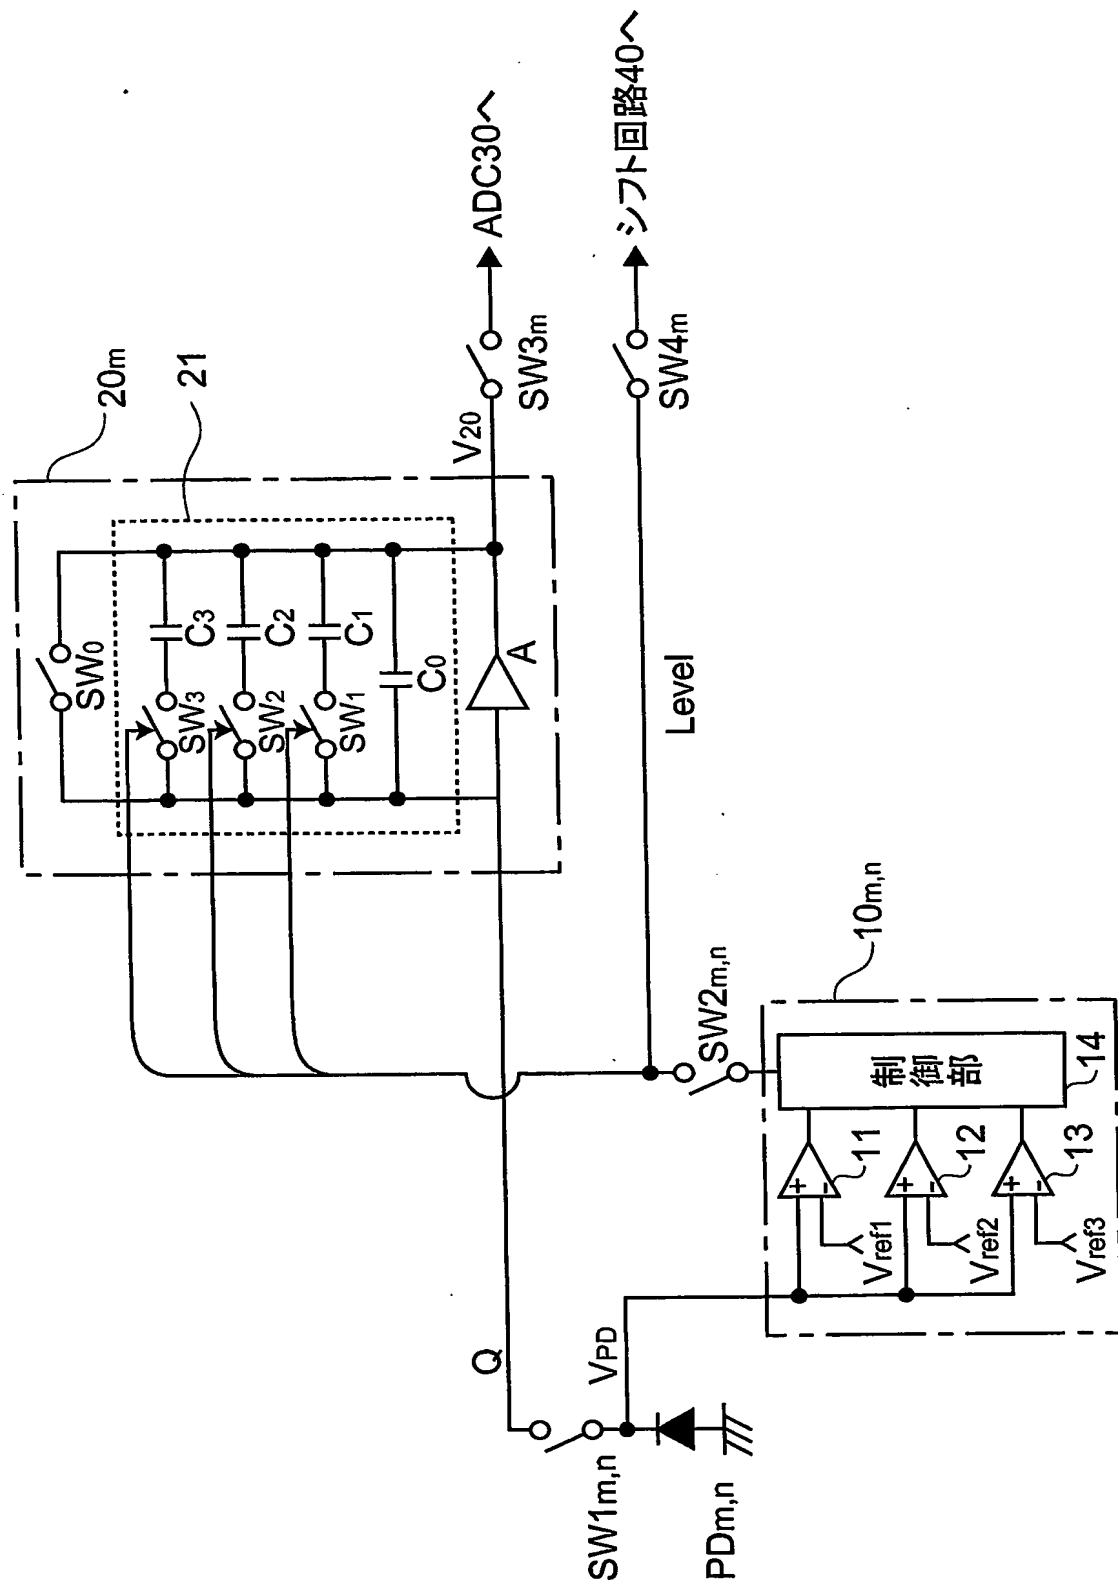 20m
21
SW0
SW3
C3
SW2
C2
SW1
C1
C0
A
V20
SW3m
ADC30へ
SW4m
シフト回路40へ
Level
Q
SW1m,n
VPD
PDm,n
SW2m,n
10m,n
制御部
14
+
-
11
Vref1
+
-
12
Vref2
+
-
13
Vref3